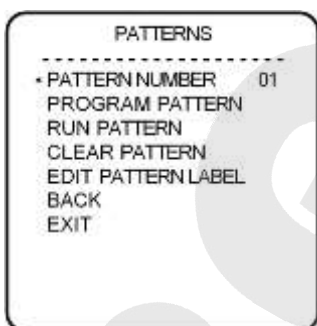 PATTERNS
- - - - - - - - - - - - - - - - - - - - - -
• PATTERN NUMBER 01
PROGRAM PATTERN
RUN PATTERN
CLEAR PATTERN
EDIT PATTERN LABEL
BACK
EXIT